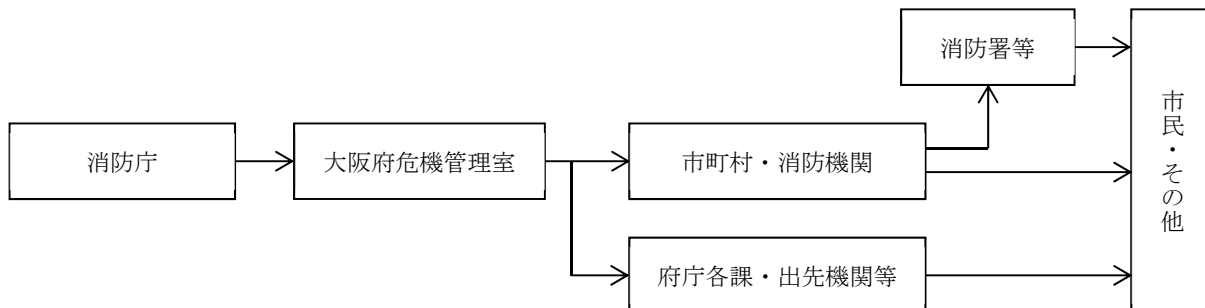 消防署等
消防庁
大阪府危機管理室
市町村・消防機関
府庁各課・出先機関等
市民・その他